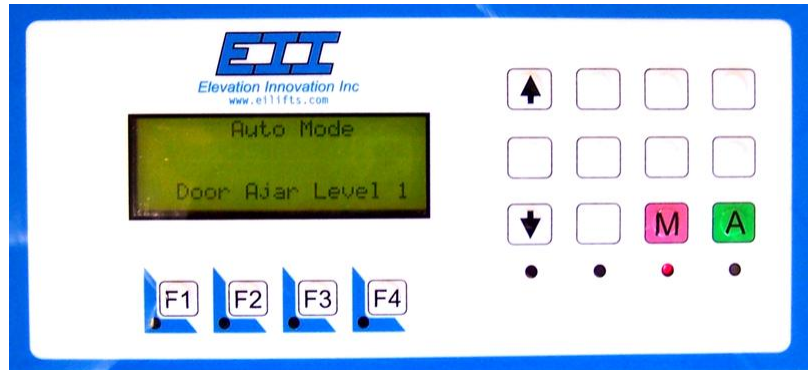 EII
Elevation Innovation Inc
www.eilifts.com
Auto Mode
Door Ajar Level 1
M A
F1 F2 F3 F4